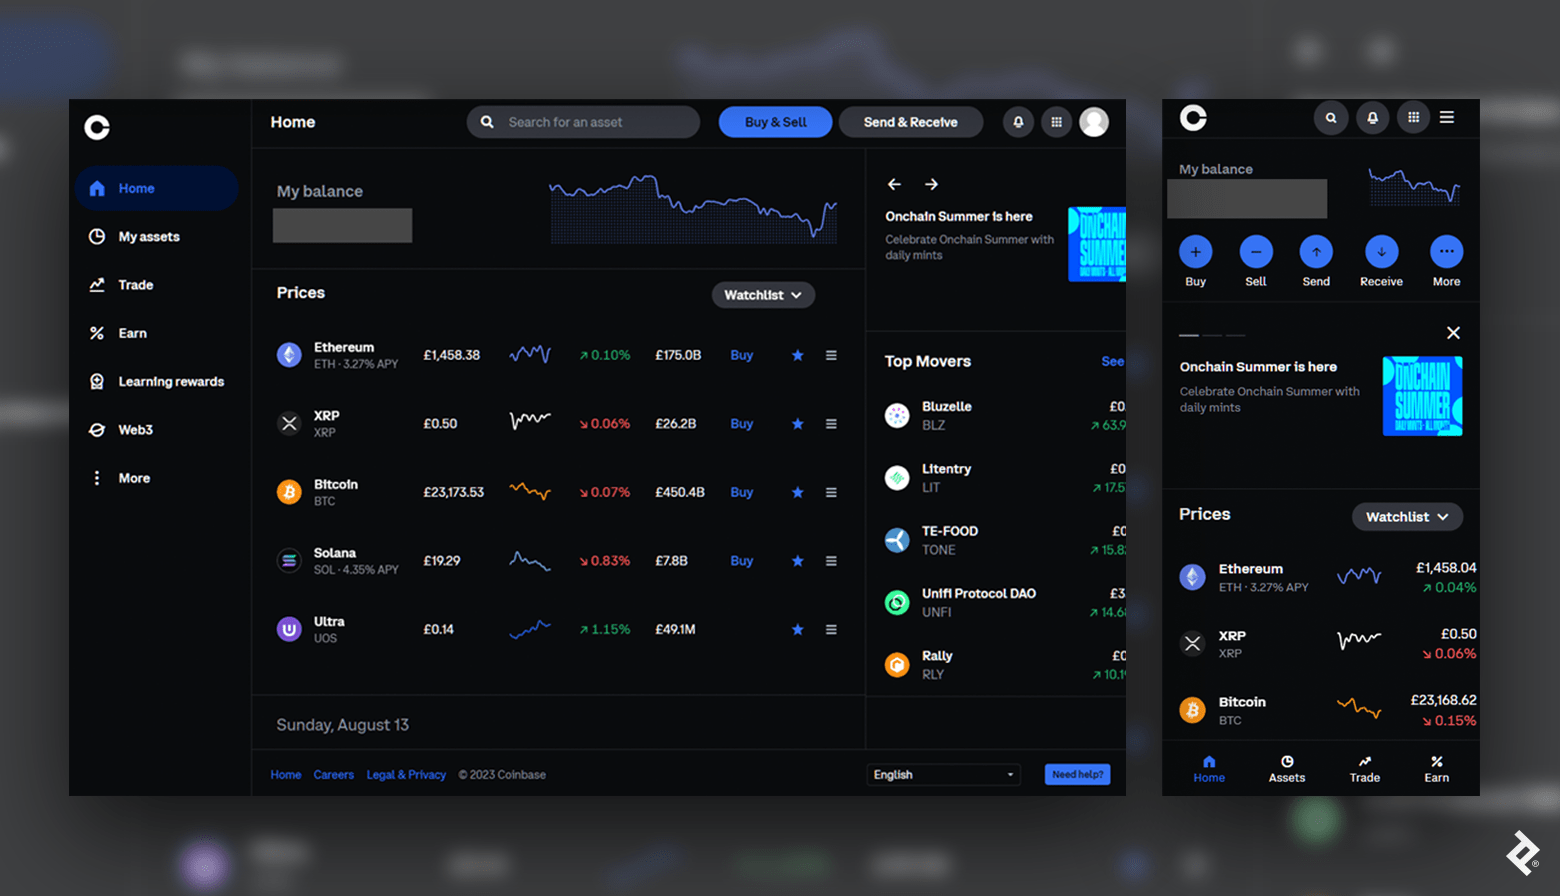 Home
Search for an asset
Buy & Sell
Send & Receive
Home
My assets
Trade
Earn
Learning rewards
Web3
More
My balance
Onchain Summer is here
Celebrate Onchain Summer with
daily mints
ONCHAIN
SUMMER
Prices
Watchlist
Ethereum £1,458.38 0.10% £175.0B Buy
ETH · 3.27% APY
XRP £0.50 0.06% £26.2B Buy
XRP
Bitcoin £23,173.53 0.07% £450.4B Buy
BTC
Solana £19.29 0.83% £7.8B Buy
SOL · 4.35% APY
Ultra £0.14 1.15% £49.1M
UOS
Top Movers See
Bluzelle £0.
BLZ 63.9
Litentry £0
LIT 17.5
TE-FOOD £0
TONE 15.8
Unifi Protocol DAO £3
UNFI 14.6
Rally £0
RLY 10.1
Sunday, August 13
Home Careers Legal & Privacy © 2023 Coinbase
English
Need help?
My balance
Buy Sell Send Receive More
Onchain Summer is here
Celebrate Onchain Summer with
daily mints
ONCHAIN
SUMMER
DAILY MINTS · ALL MONTH
Prices
Watchlist
Ethereum £1,458.04
ETH · 3.27% APY 0.04%
XRP £0.50
XRP 0.06%
Bitcoin £23,168.62
BTC 0.15%
Home Assets Trade Earn